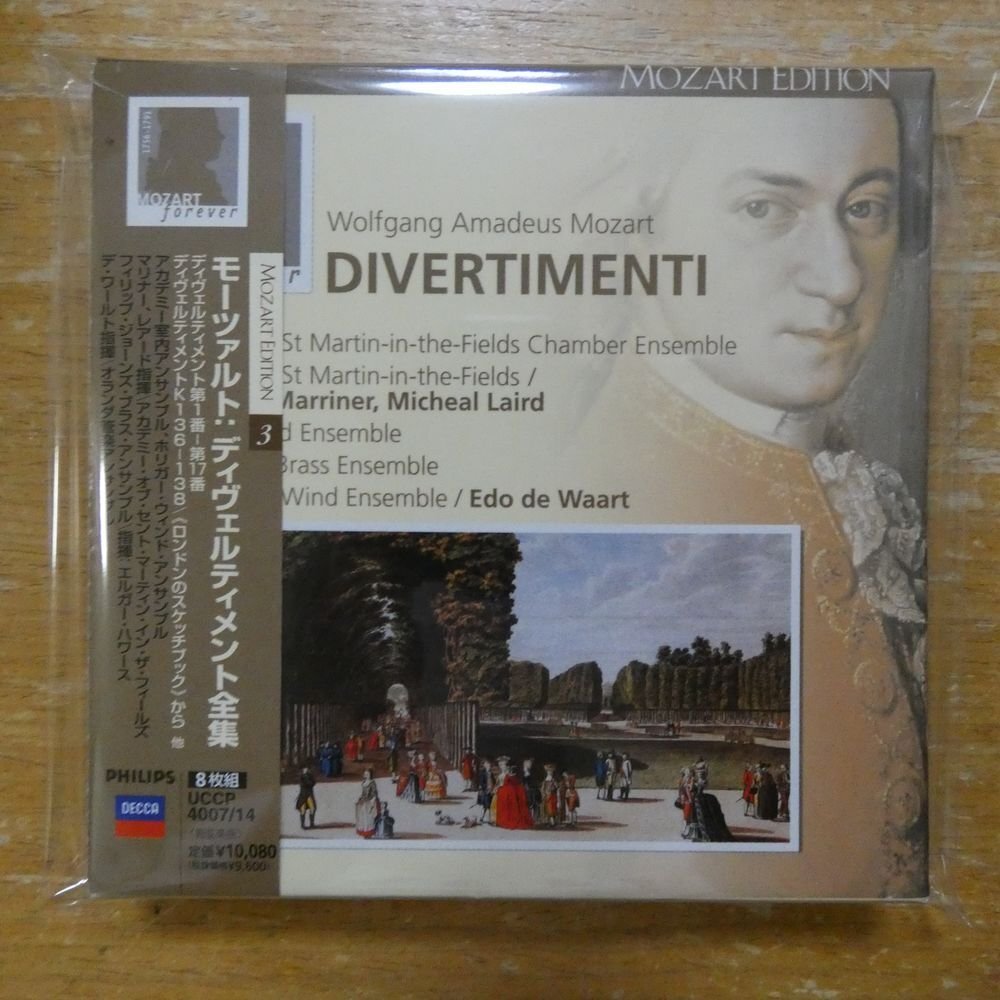 MOZART EDITION
1756-1791
MOZART
forever
r
Wolfgang Amadeus Mozart
DIVERTIMENTI
St Martin-in-the-Fields Chamber Ensemble
St Martin-in-the-Fields /
Marriner, Micheal Laird
d Ensemble
Brass Ensemble
Wind Ensemble / Edo de Waart
MOZART EDITION
3
モーツァルト：ディヴェルティメント全集
ディヴェルティメント第1番－第17番
ディヴェルティメントK136－138／《ロンドンのスケッチブック》から 他
アカデミー室内アンサンブル、ホリガー・ウィンド・アンサンブル
マリナー、レアード指揮／アカデミー・オブ・セント・マーティン・イン・ザ・フィールズ
フィリップ・ジョーンズ・ブラス・アンサンブル／指揮：エルガー・ハワース
デ・ワールト指揮／オランダ管楽アンサンブル
PHILIPS
DECCA
8枚組
UCCP
4007/14
定価¥10,080
(税抜価格¥9,600)